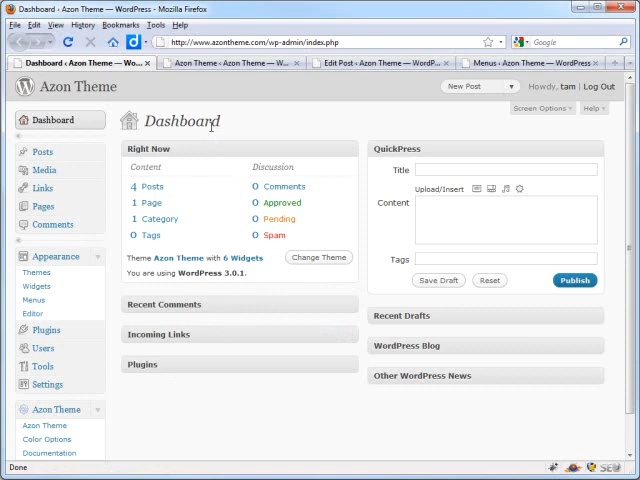 Dashboard ‹ Azon Theme — WordPress - Mozilla Firefox
File Edit View History Bookmarks Tools Help
http://www.azontheme.com/wp-admin/index.php
Google
Dashboard ‹ Azon Theme — Wo...
Azon Theme ‹ Azon Theme — W...
Edit Post ‹ Azon Theme — WordP...
Menus ‹ Azon Theme — WordPress
Azon Theme
New Post
Howdy, tam | Log Out
Screen Options
Help
Dashboard
Posts
Media
Links
Pages
Comments
Appearance
Themes
Widgets
Menus
Editor
Plugins
Users
Tools
Settings
Azon Theme
Azon Theme
Color Options
Documentation
Dashboard
Right Now
Content
Discussion
4 Posts
0 Comments
1 Page
0 Approved
1 Category
0 Pending
0 Tags
0 Spam
Theme Azon Theme with 6 Widgets
Change Theme
You are using WordPress 3.0.1.
Recent Comments
Incoming Links
Plugins
QuickPress
Title
Upload/Insert
Content
Tags
Save Draft
Reset
Publish
Recent Drafts
WordPress Blog
Other WordPress News
Done
SEO